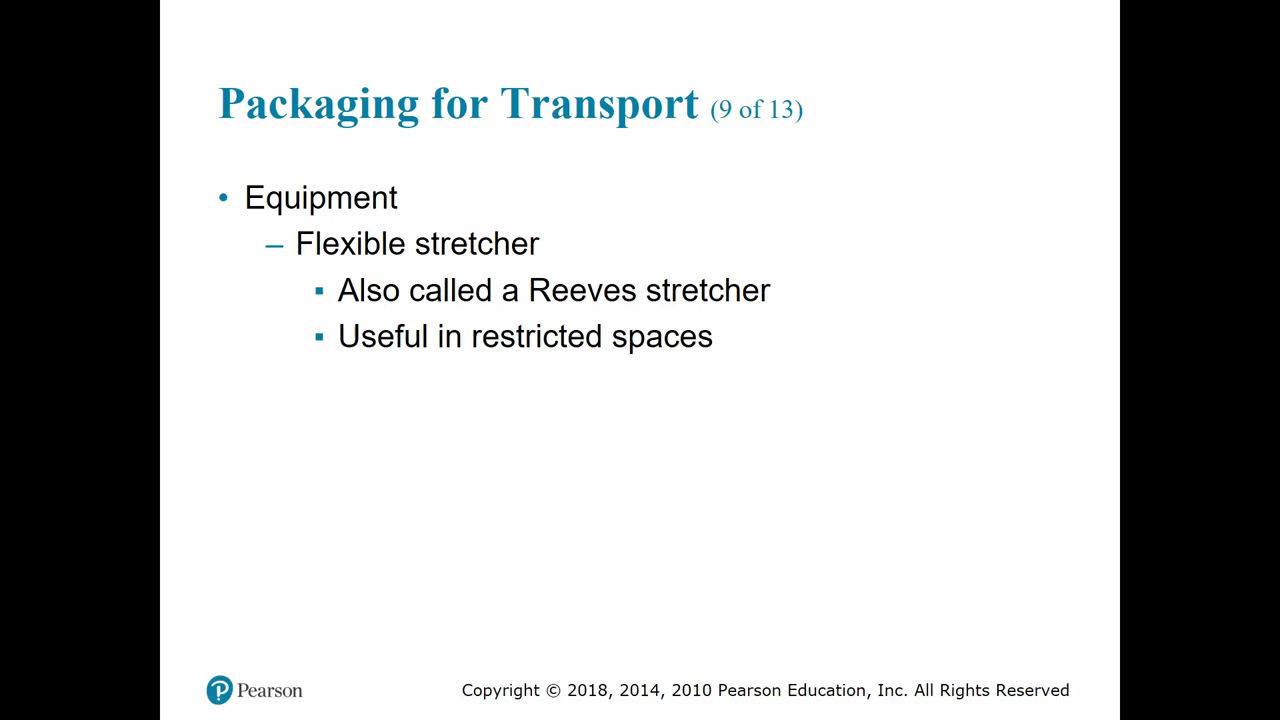 Packaging for Transport (9 of 13)
• Equipment
– Flexible stretcher
▪ Also called a Reeves stretcher
▪ Useful in restricted spaces
Pearson
Copyright © 2018, 2014, 2010 Pearson Education, Inc. All Rights Reserved